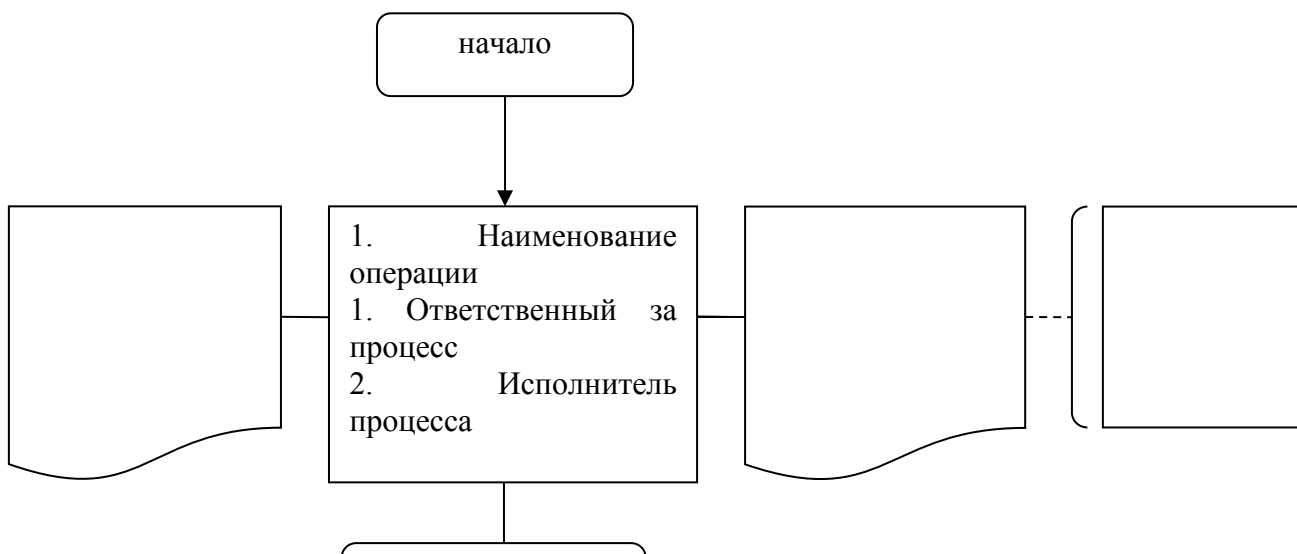 начало
1. Наименование
операции
1. Ответственный за
процесс
2. Исполнитель
процесса